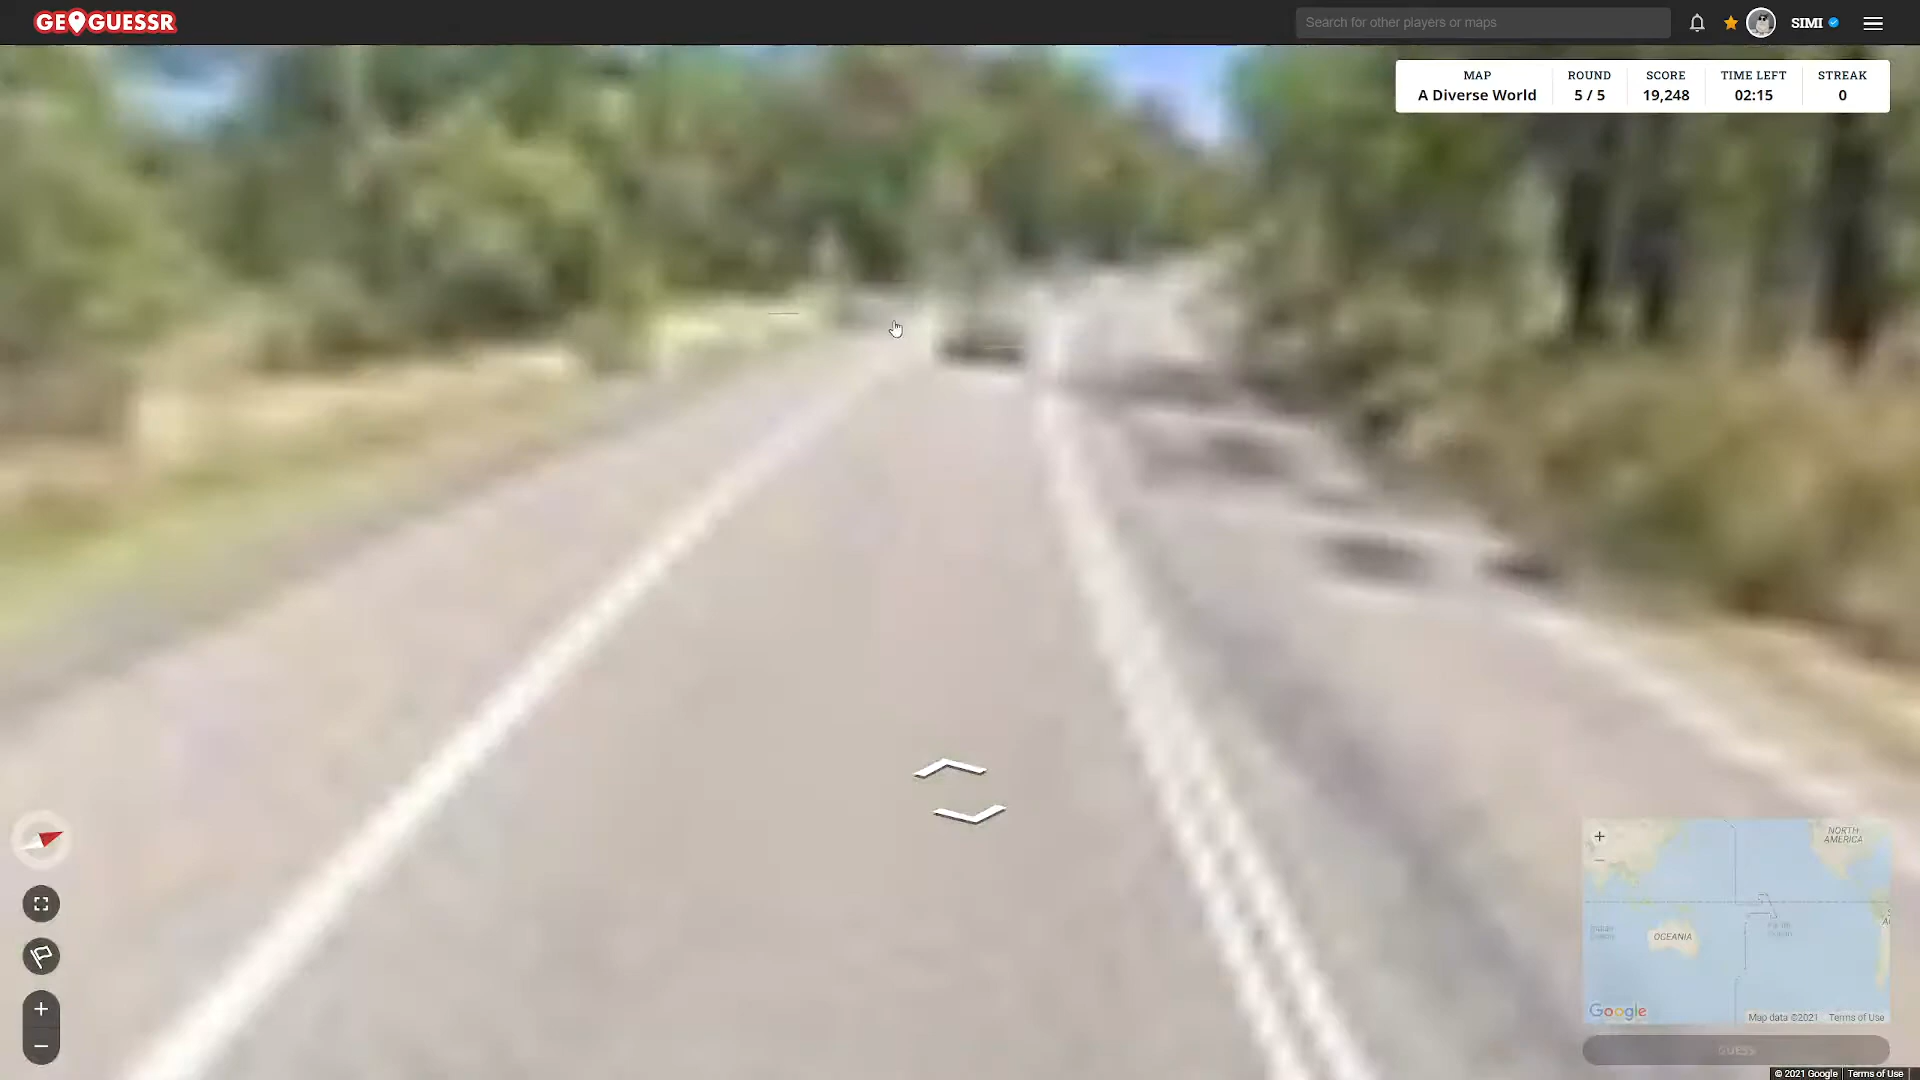 GEOGUESSR
Search for other players or maps
SIMI
MAP
A Diverse World
ROUND
5 / 5
SCORE
19,248
TIME LEFT
02:15
STREAK
0
NORTH
AMERICA
OCEANIA
Google
Map data ©2021
Terms of Use
GUESS
© 2021 Google
Terms of Use